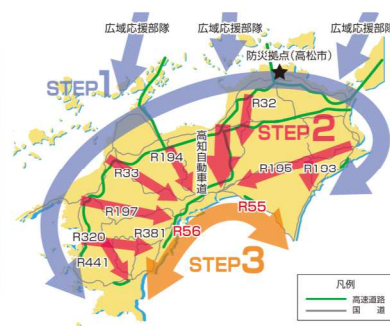 広域応援部隊
広域応援部隊
広域応援部隊
防災拠点(高松市)
STEP1
R32
STEP2
高知自動車道
R194
R33
R195
R193
R197
R55
R320
R381
R56
R441
STEP3
凡例
高速道路
国道